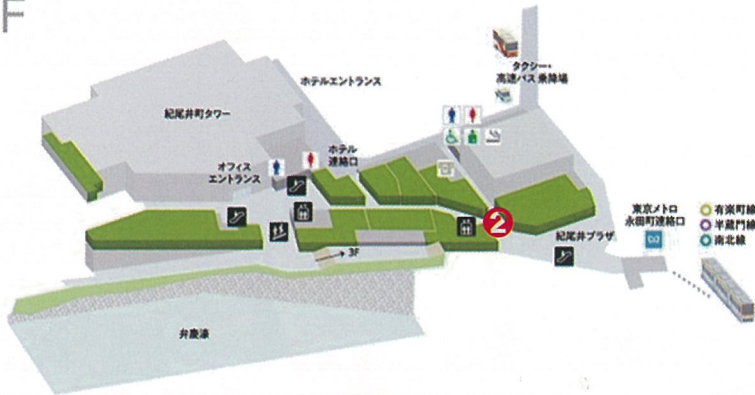 F
タクシー・
高速バス乗降場
ホテルエントランス
紀尾井町タワー
ホテル
連絡口
オフィス
エントランス
東京メトロ
永田町連絡口
有楽町線
半蔵門線
南北線
2
紀尾井プラザ
3F
弁慶濠